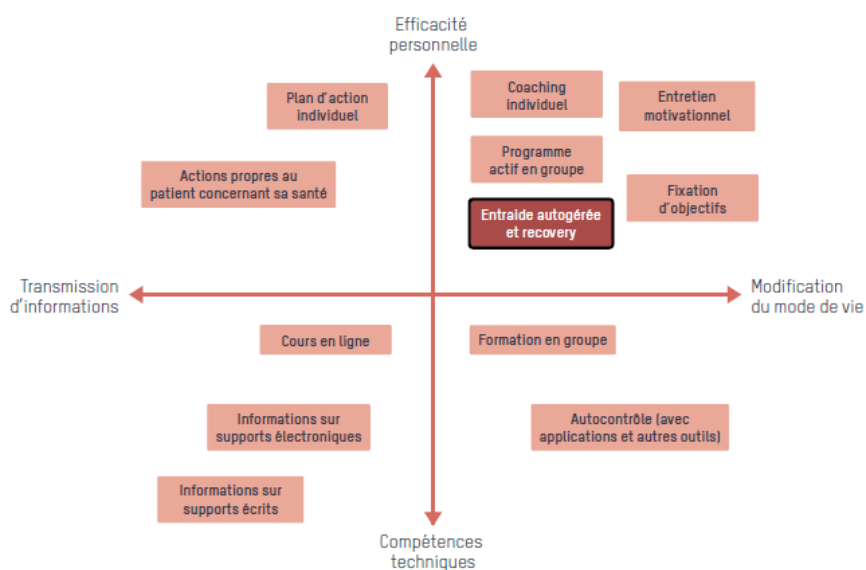 Efficacité
personnelle
Plan d'action
individuel
Coaching
individuel
Entretien
motivationnel
Programme
actif en groupe
Actions propres au
patient concernant sa santé
Fixation
d'objectifs
Entraide autogérée
et recovery
Transmission
d'informations
Modification
du mode de vie
Cours en ligne
Formation en groupe
Informations sur
supports électroniques
Autocontrôle (avec
applications et autres outils)
Informations sur
supports écrits
Compétences
techniques